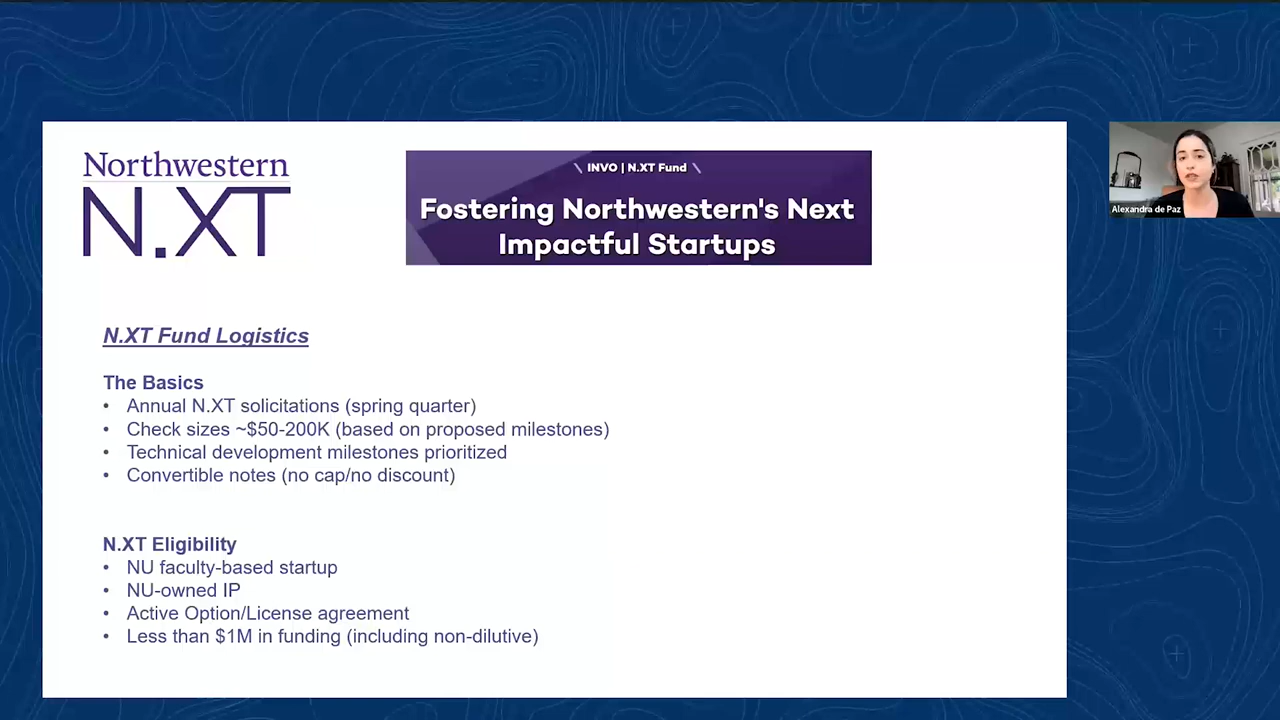 Northwestern
N.XT
\ INVO | N.XT Fund \
Fostering Northwestern's Next
Impactful Startups
Alexandra de Paz
N.XT Fund Logistics
The Basics
• Annual N.XT solicitations (spring quarter)
• Check sizes ~$50-200K (based on proposed milestones)
• Technical development milestones prioritized
• Convertible notes (no cap/no discount)
N.XT Eligibility
• NU faculty-based startup
• NU-owned IP
• Active Option/License agreement
• Less than $1M in funding (including non-dilutive)